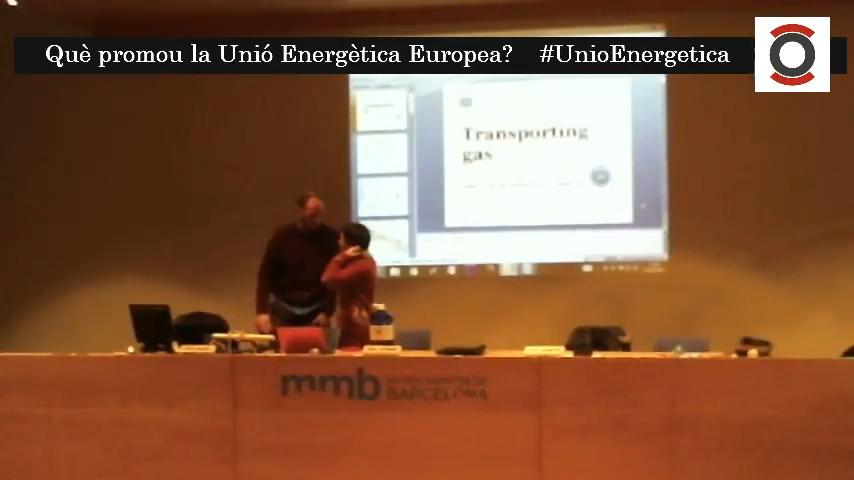 Què promou la Unió Energètica Europea? #UnioEnergetica
Transporting
gas
mmb
BARCELONA